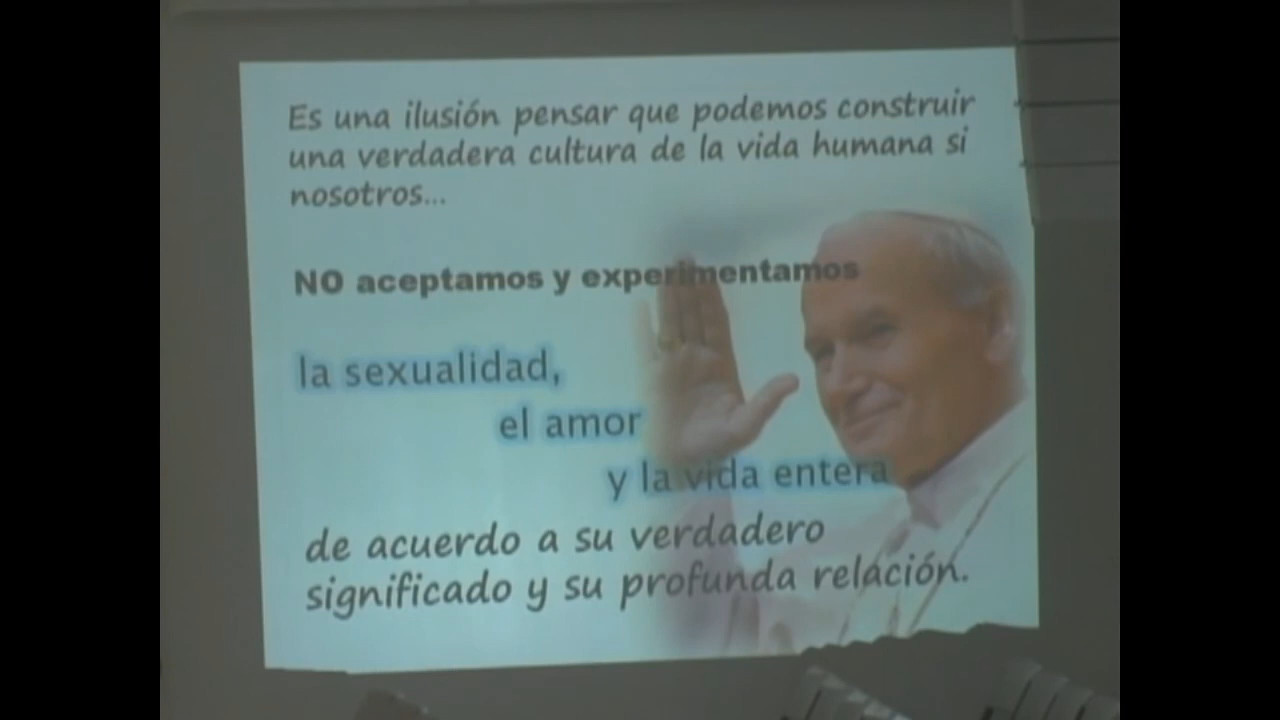 Es una ilusión pensar que podemos construir
una verdadera cultura de la vida humana si
nosotros...
NO aceptamos y experimentamos
la sexualidad,
el amor
y la vida entera
de acuerdo a su verdadero
significado y su profunda relación.